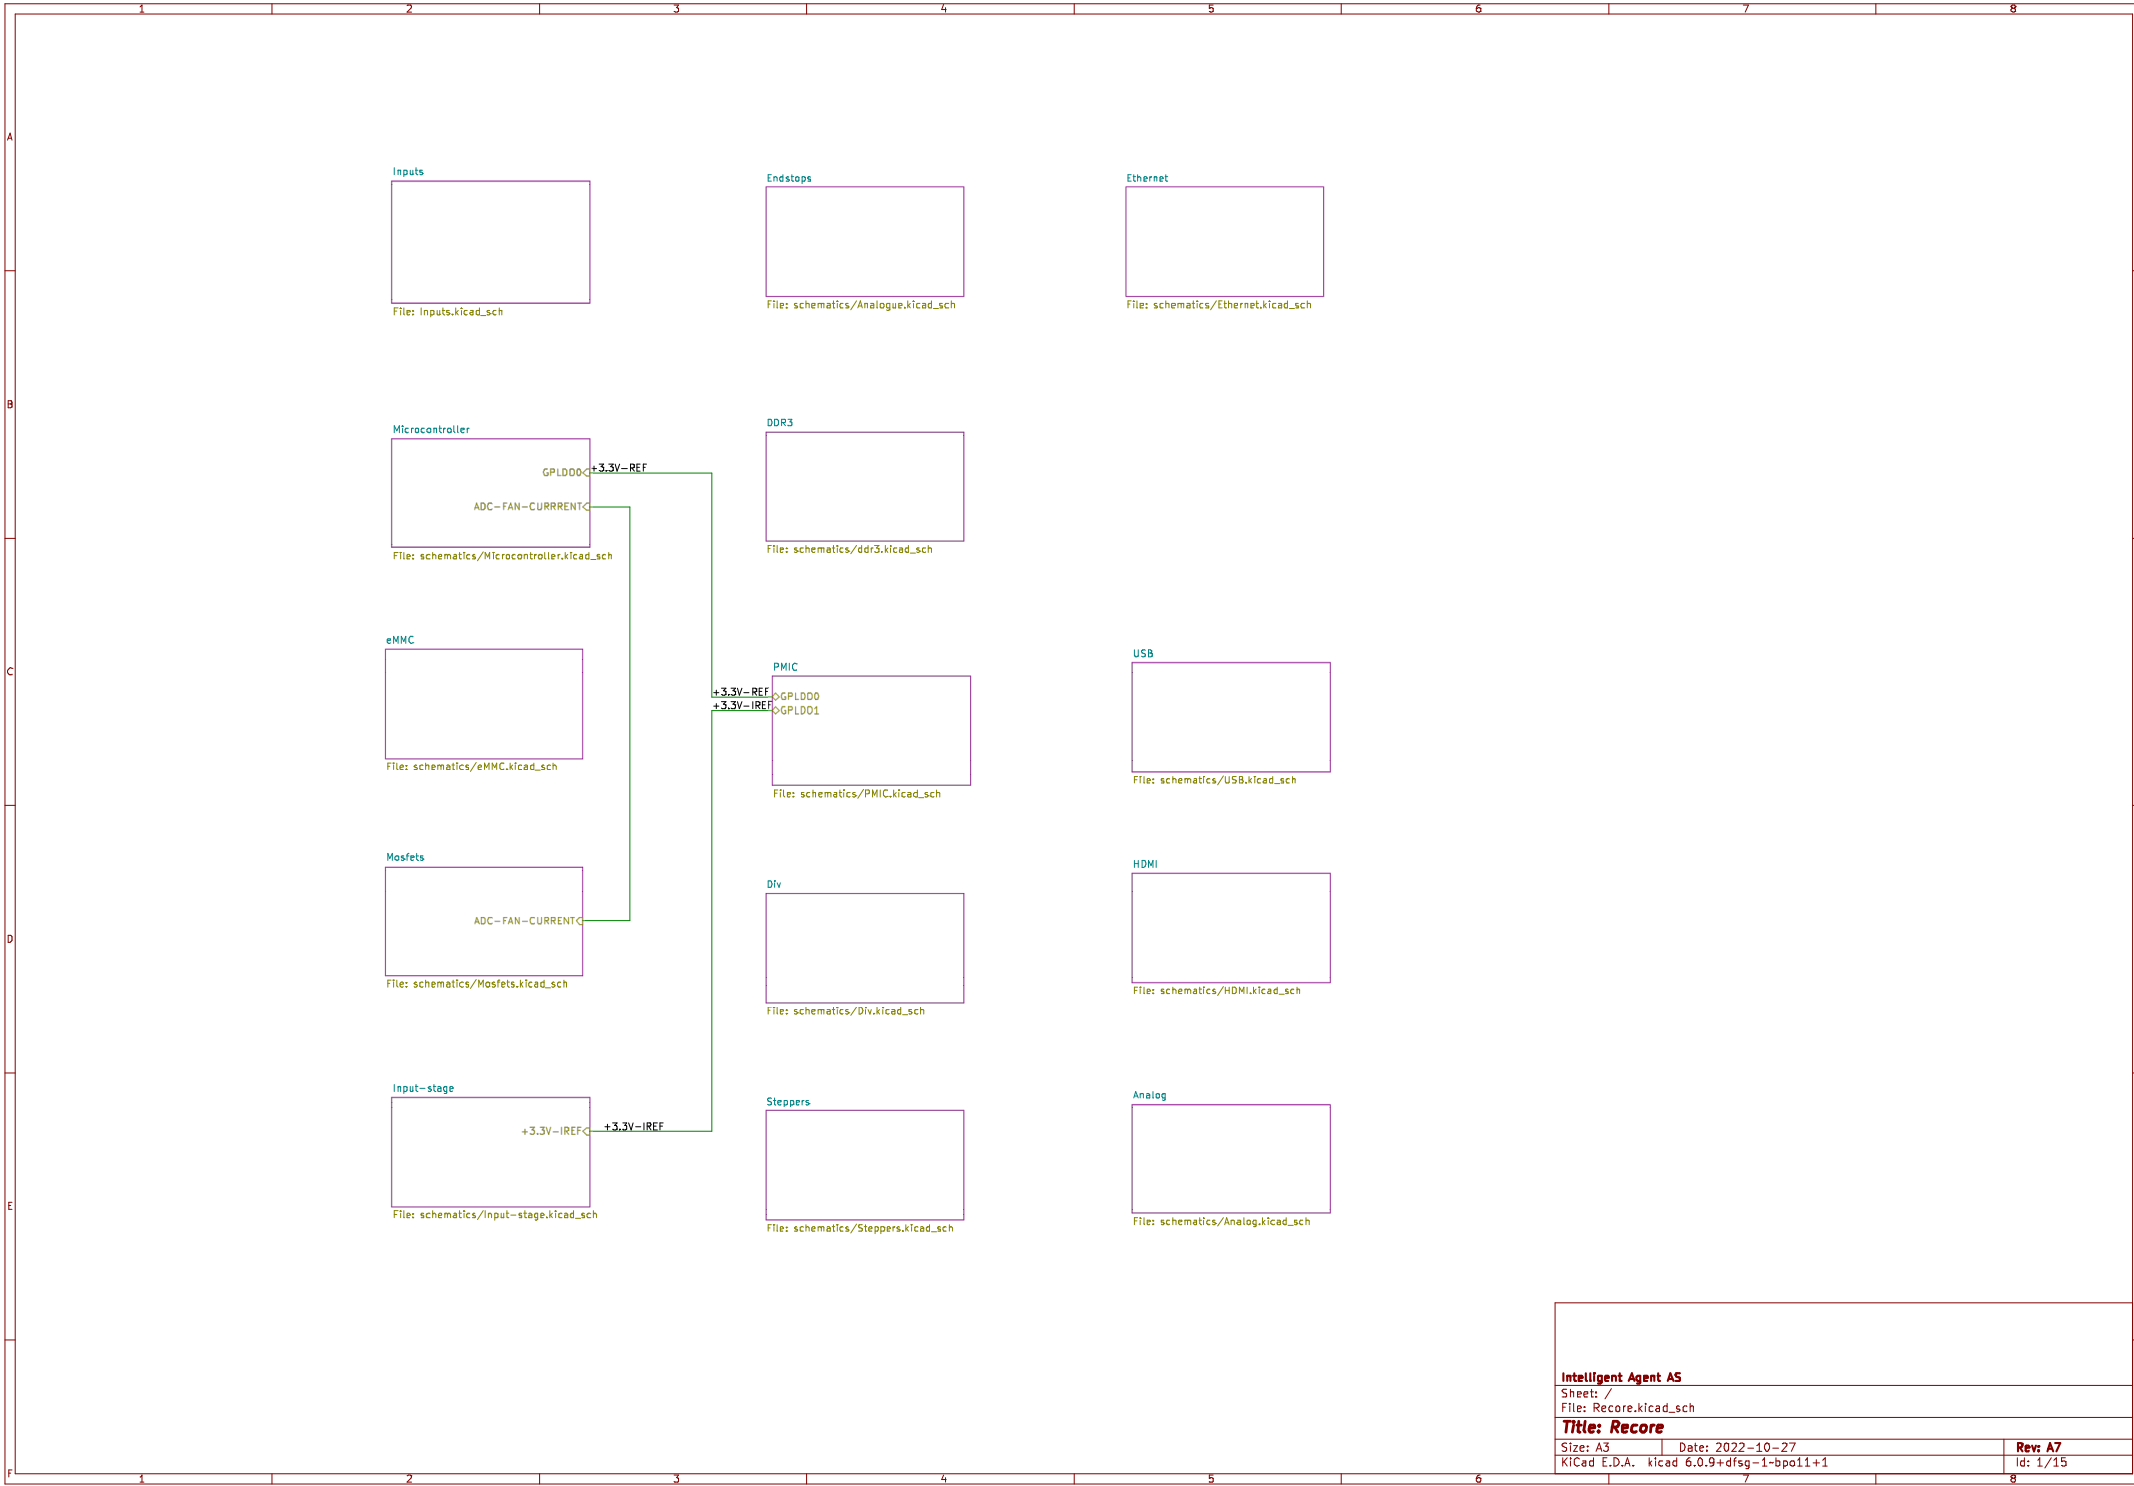 1 2 3 4 5 6 7 8
A
Inputs
File: Inputs.kicad_sch
Endstops
File: schematics/Analogue.kicad_sch
Ethernet
File: schematics/Ethernet.kicad_sch
B
Microcontroller
GPLDO0
+3.3V-REF
ADC-FAN-CURRRENT
File: schematics/Microcontroller.kicad_sch
DDR3
File: schematics/ddr3.kicad_sch
C
eMMC
File: schematics/eMMC.kicad_sch
PMIC
+3.3V-REF
GPLDO0
+3.3V-IREF
GPLDO1
File: schematics/PMIC.kicad_sch
USB
File: schematics/USB.kicad_sch
D
Mosfets
ADC-FAN-CURRENT
File: schematics/Mosfets.kicad_sch
Div
File: schematics/Div.kicad_sch
HDMI
File: schematics/HDMI.kicad_sch
E
Input-stage
+3.3V-IREF
+3.3V-IREF
File: schematics/Input-stage.kicad_sch
Steppers
File: schematics/Steppers.kicad_sch
Analog
File: schematics/Analog.kicad_sch
Intelligent Agent AS
Sheet: /
File: Recore.kicad_sch
Title: Recore
Size: A3 Date: 2022-10-27 Rev: A7
KiCad E.D.A. kicad 6.0.9+dfsg-1~bpo11+1 Id: 1/15
F
1 2 3 4 5 6 7 8